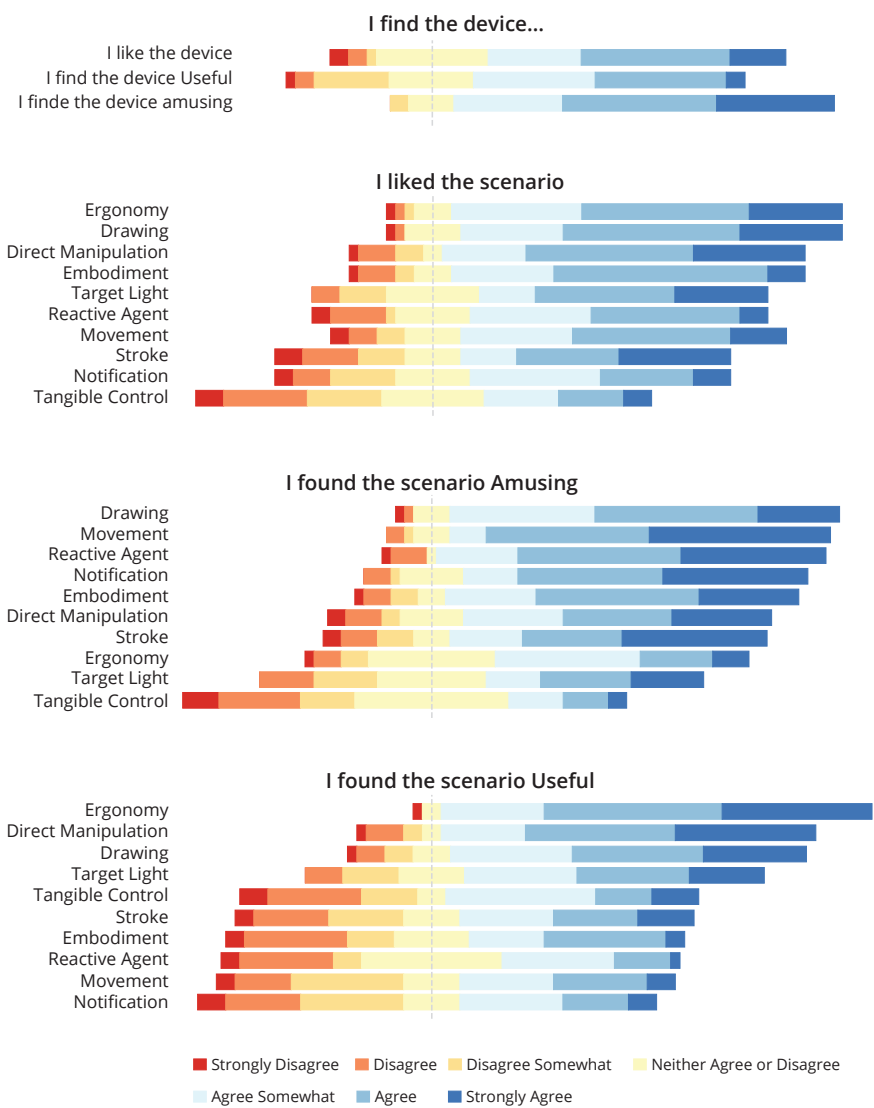 I find the device...
I like the device
I find the device Useful
I finde the device amusing
I liked the scenario
Ergonomy
Drawing
Direct Manipulation
Embodiment
Target Light
Reactive Agent
Movement
Stroke
Notification
Tangible Control
I found the scenario Amusing
Drawing
Movement
Reactive Agent
Notification
Embodiment
Direct Manipulation
Stroke
Ergonomy
Target Light
Tangible Control
I found the scenario Useful
Ergonomy
Direct Manipulation
Drawing
Target Light
Tangible Control
Stroke
Embodiment
Reactive Agent
Movement
Notification
Strongly Disagree Disagree Disagree Somewhat Neither Agree or Disagree
Agree Somewhat Agree Strongly Agree